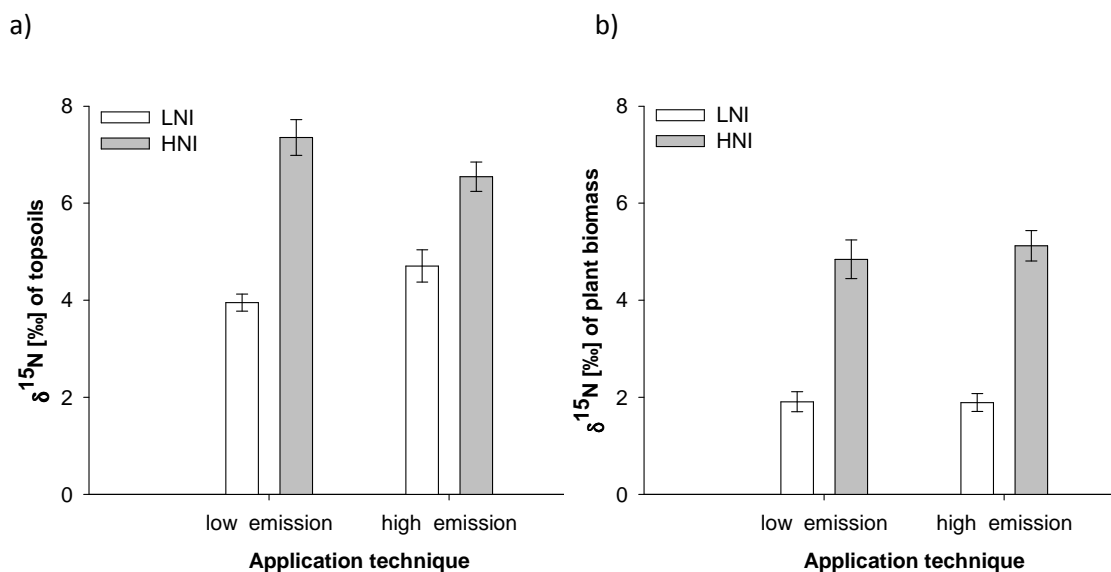 a)
LNI
HNI
8
6
4
2
0
δ15N [‰] of topsoils
low emission
high emission
Application technique
b)
LNI
HNI
8
6
4
2
0
δ15N [‰] of plant biomass
low emission
high emission
Application technique